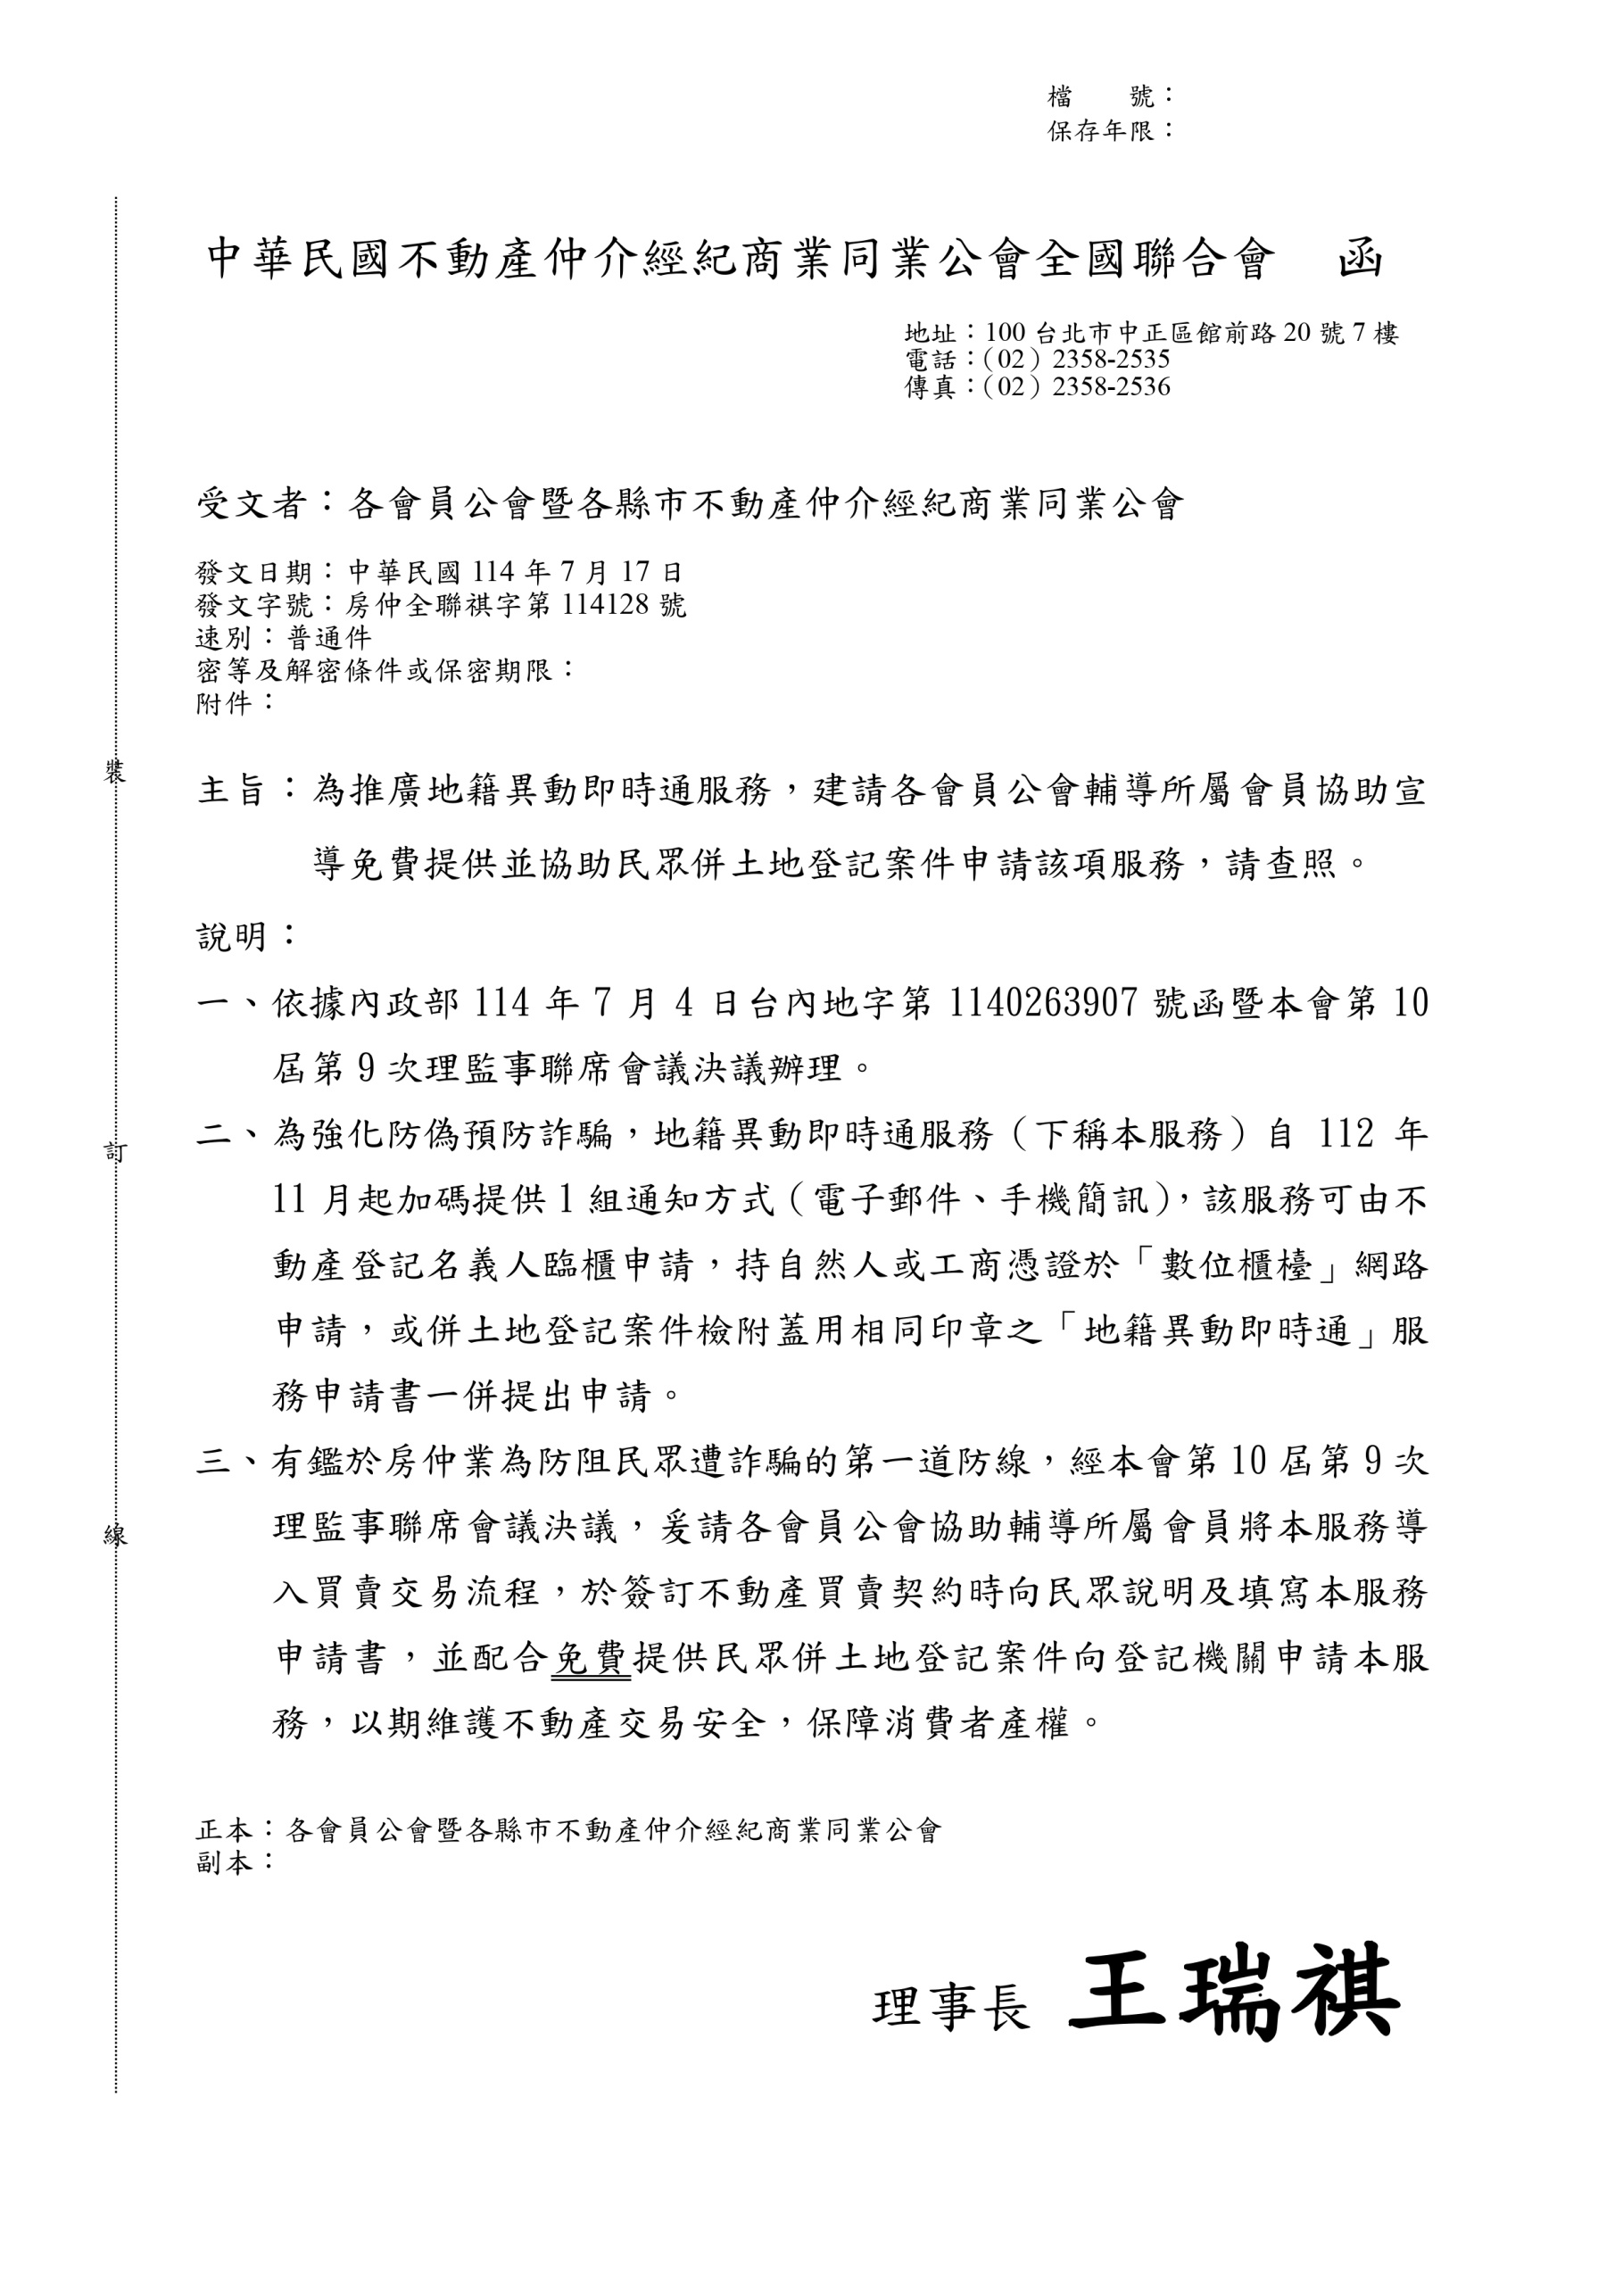 檔　　號：
保存年限：
中華民國不動產仲介經紀商業同業公會全國聯合會　函
地址：100 台北市中正區館前路 20 號 7 樓
電話：（02）2358-2535
傳真：（02）2358-2536
受文者：各會員公會暨各縣市不動產仲介經紀商業同業公會
發文日期：中華民國 114 年 7 月 17 日
發文字號：房仲全聯祺字第 114128 號
速別：普通件
密等及解密條件或保密期限：
附件：
裝
主旨：為推廣地籍異動即時通服務，建請各會員公會輔導所屬會員協助宣
導免費提供並協助民眾併土地登記案件申請該項服務，請查照。
說明：
一、依據內政部 114 年 7 月 4 日台內地字第 1140263907 號函暨本會第 10
屆第 9 次理監事聯席會議決議辦理。
二、為強化防偽預防詐騙，地籍異動即時通服務（下稱本服務）自 112 年
訂
11 月起加碼提供 1 組通知方式（電子郵件、手機簡訊），該服務可由不
動產登記名義人臨櫃申請，持自然人或工商憑證於「數位櫃檯」網路
申請，或併土地登記案件檢附蓋用相同印章之「地籍異動即時通」服
務申請書一併提出申請。
三、有鑑於房仲業為防阻民眾遭詐騙的第一道防線，經本會第 10 屆第 9 次
理監事聯席會議決議，爰請各會員公會協助輔導所屬會員將本服務導
線
入買賣交易流程，於簽訂不動產買賣契約時向民眾說明及填寫本服務
申請書，並配合免費提供民眾併土地登記案件向登記機關申請本服
務，以期維護不動產交易安全，保障消費者產權。
正本：各會員公會暨各縣市不動產仲介經紀商業同業公會
副本：
理事長 王瑞祺